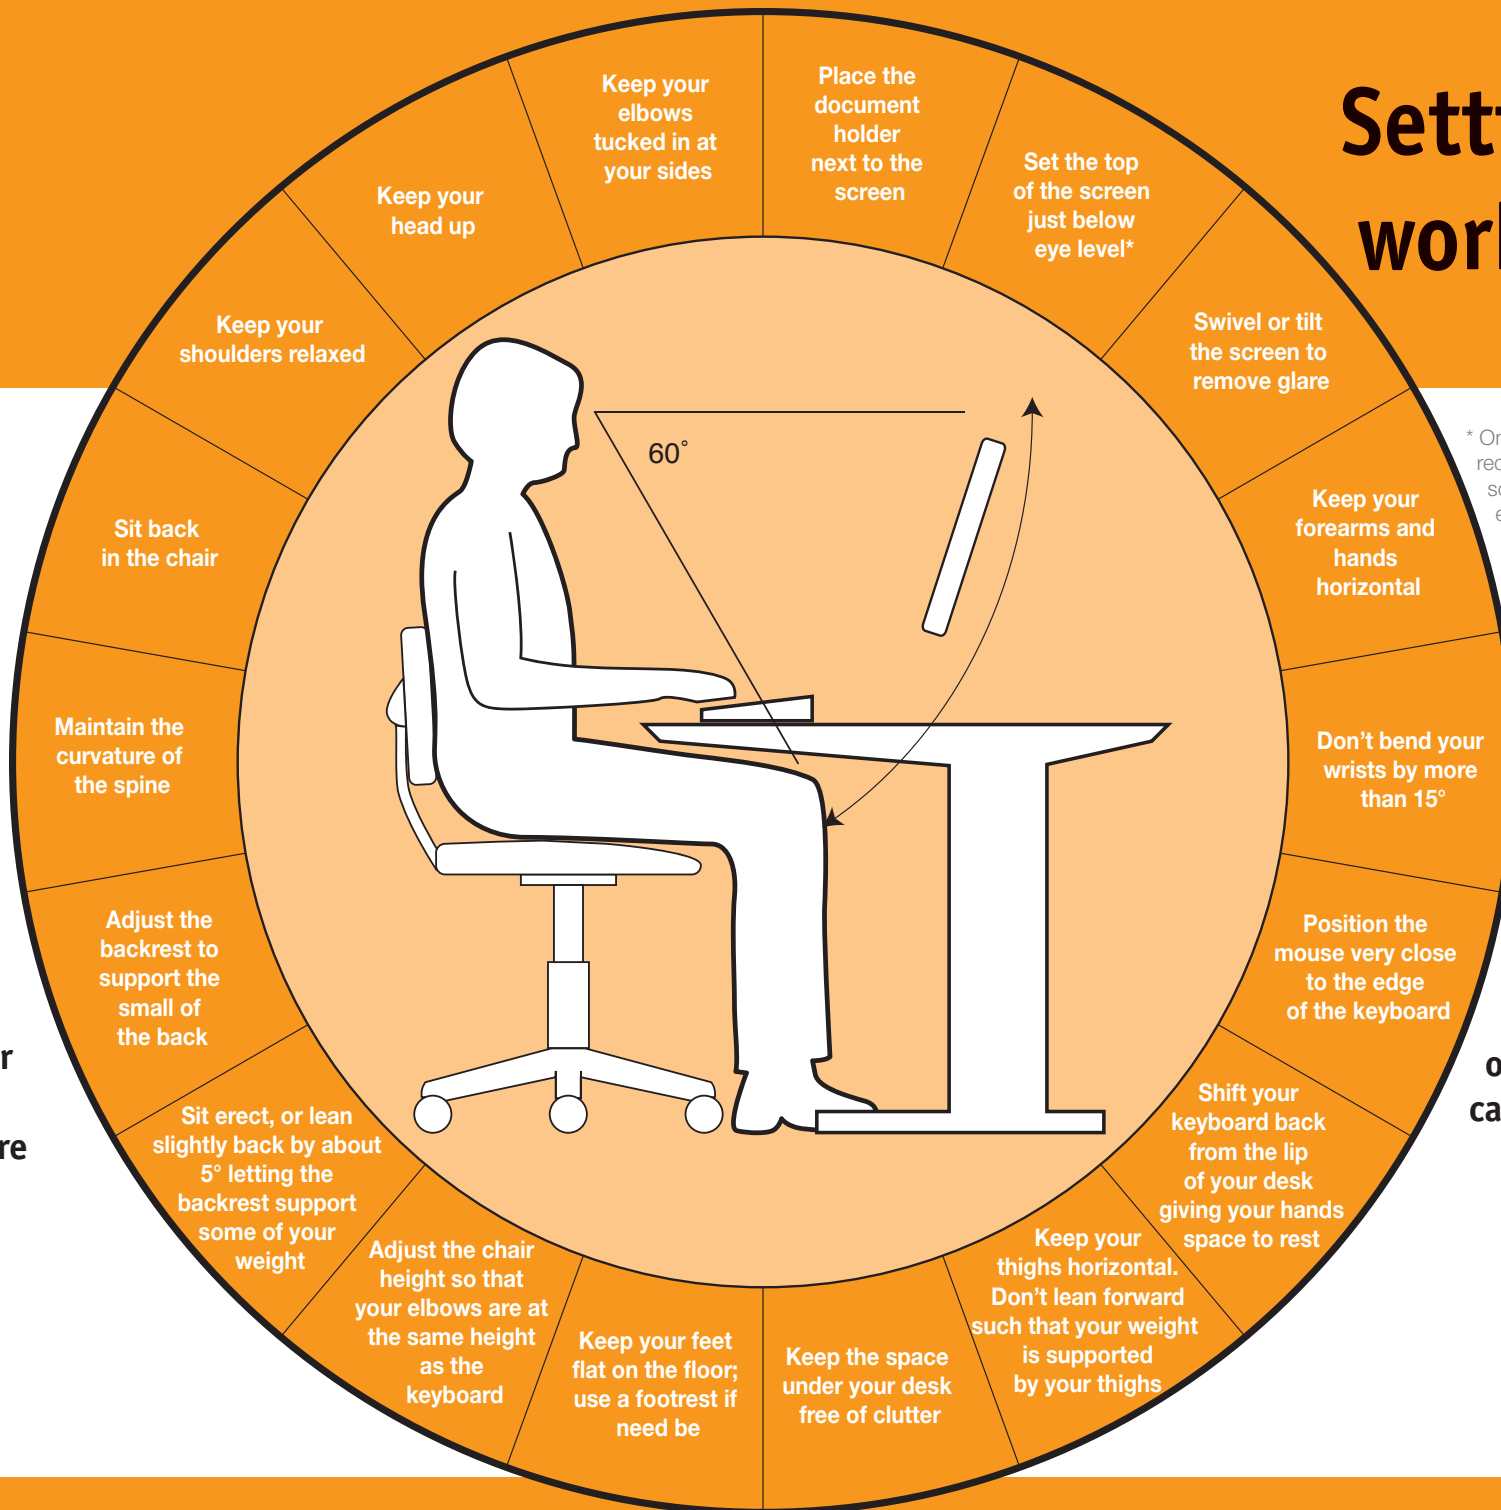 Keep your
elbows
tucked in at
your sides
Place the
document
holder
next to the
screen
Set the top
of the screen
just below
eye level*
Swivel or tilt
the screen to
remove glare
Keep your
forearms and
hands
horizontal
Don't bend your
wrists by more
than 15°
Position the
mouse very close
to the edge
of the keyboard
Shift your
keyboard back
from the lip
of your desk
giving your hands
space to rest
Keep your
thighs horizontal.
Don't lean forward
such that your weight
is supported
by your thighs
Keep the space
under your desk
free of clutter
Keep your feet
flat on the floor;
use a footrest if
need be
Adjust the chair
height so that
your elbows are at
the same height
as the
keyboard
Sit erect, or lean
slightly back by about
5° letting the
backrest support
some of your
weight
Adjust the
backrest to
support the
small of
the back
Maintain the
curvature of
the spine
Sit back
in the chair
Keep your
shoulders relaxed
Keep your
head up
60°